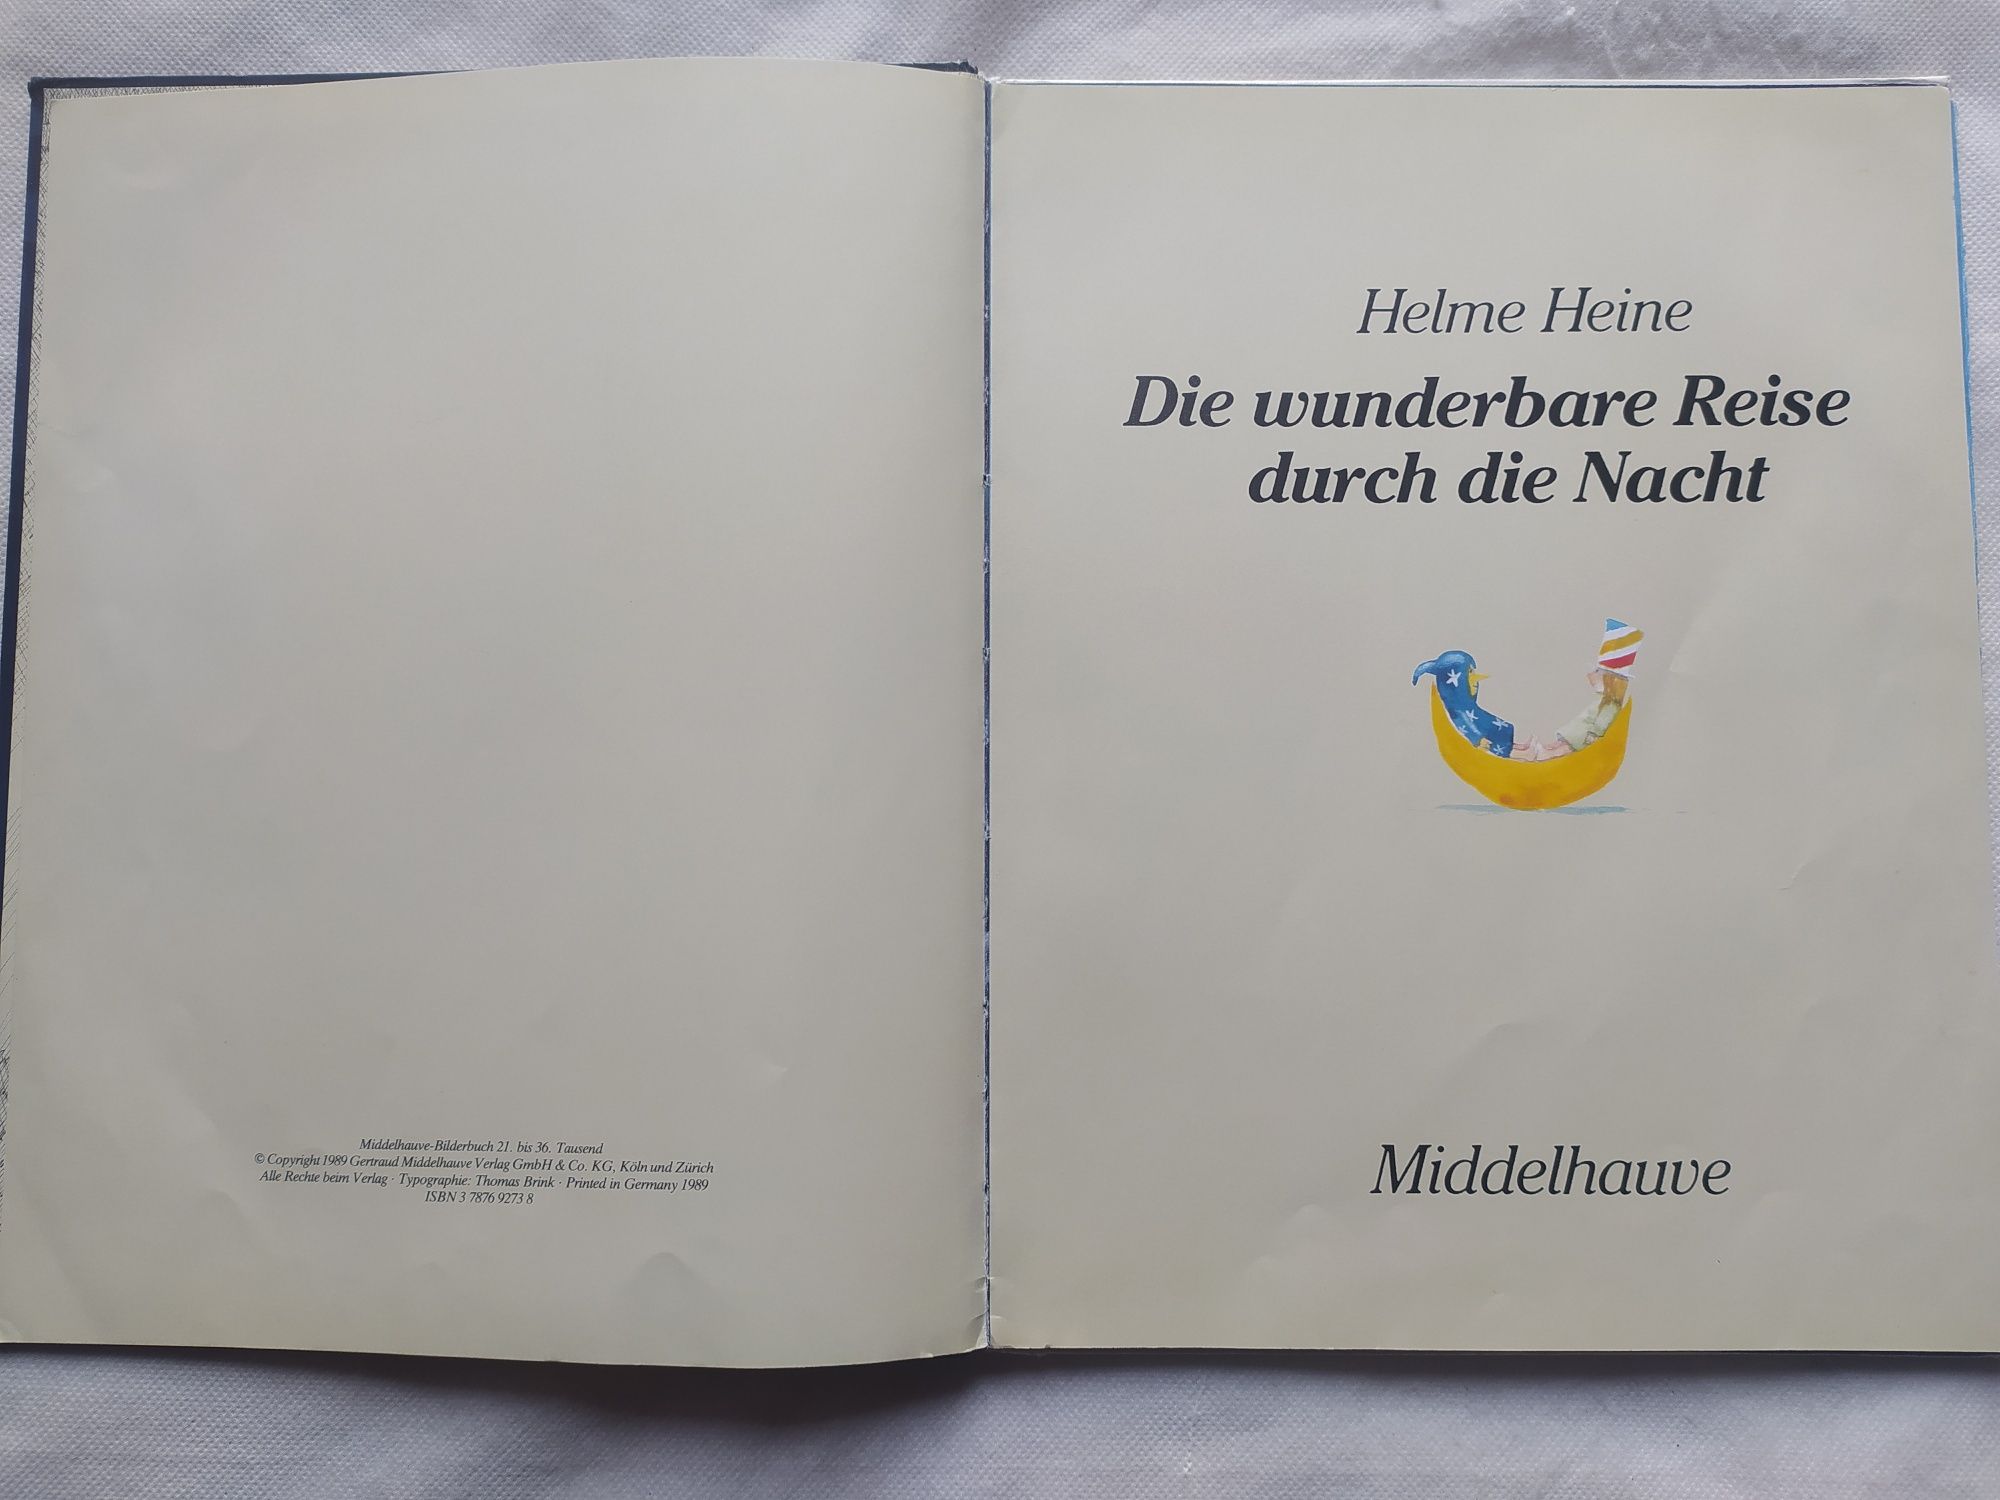 Middelhauve-Bilderbuch 21. bis 36. Tausend
© Copyright 1989 Gertraud Middelhauve Verlag GmbH & Co. KG, Köln und Zürich
Alle Rechte beim Verlag · Typographie: Thomas Brink · Printed in Germany 1989
ISBN 3 7876 9273 8
Helme Heine
Die wunderbare Reise
durch die Nacht
Middelhauve